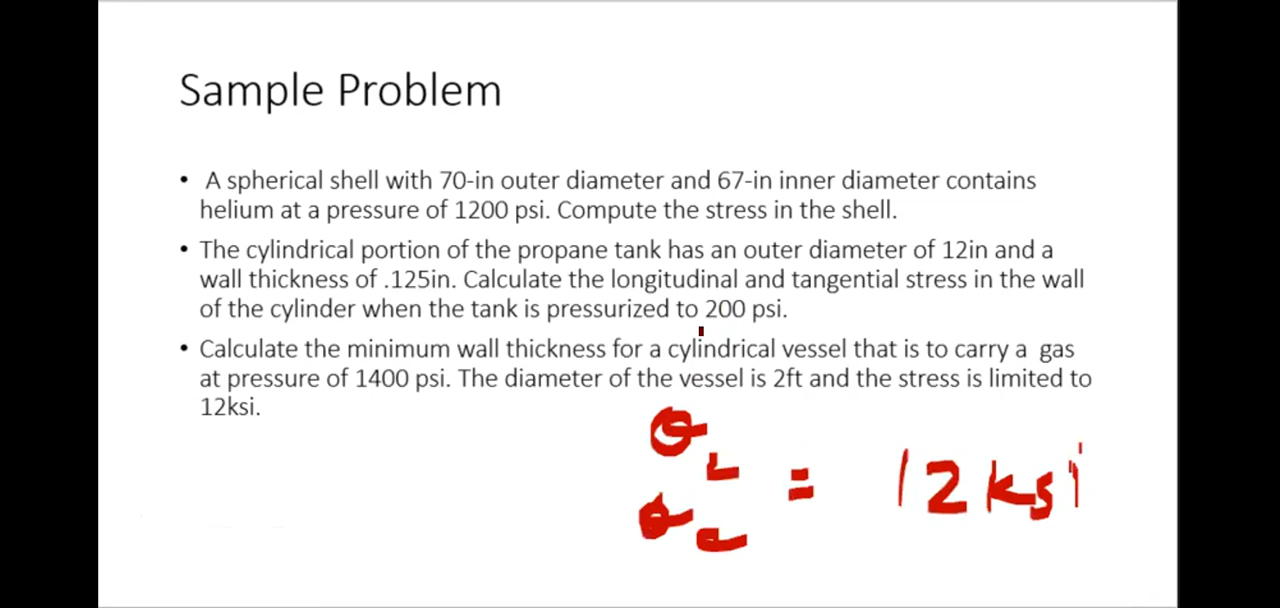 Sample Problem
• A spherical shell with 70-in outer diameter and 67-in inner diameter contains
helium at a pressure of 1200 psi. Compute the stress in the shell.
• The cylindrical portion of the propane tank has an outer diameter of 12in and a
wall thickness of .125in. Calculate the longitudinal and tangential stress in the wall
of the cylinder when the tank is pressurized to 200 psi.
• Calculate the minimum wall thickness for a cylindrical vessel that is to carry a gas
at pressure of 1400 psi. The diameter of the vessel is 2ft and the stress is limited to
12ksi.
σ_L
= 12ksi
σ_c